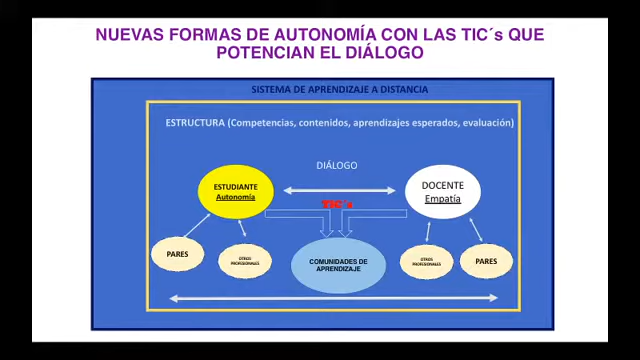 NUEVAS FORMAS DE AUTONOMÍA CON LAS TIC´s QUE
POTENCIAN EL DIÁLOGO
SISTEMA DE APRENDIZAJE A DISTANCIA
ESTRUCTURA (Competencias, contenidos, aprendizajes esperados, evaluación)
DIÁLOGO
ESTUDIANTE
Autonomía
DOCENTE
Empatía
TIC´s
PARES
OTROS
PROFESIONALES
COMUNIDADES DE
APRENDIZAJE
OTROS
PROFESIONALES
PARES